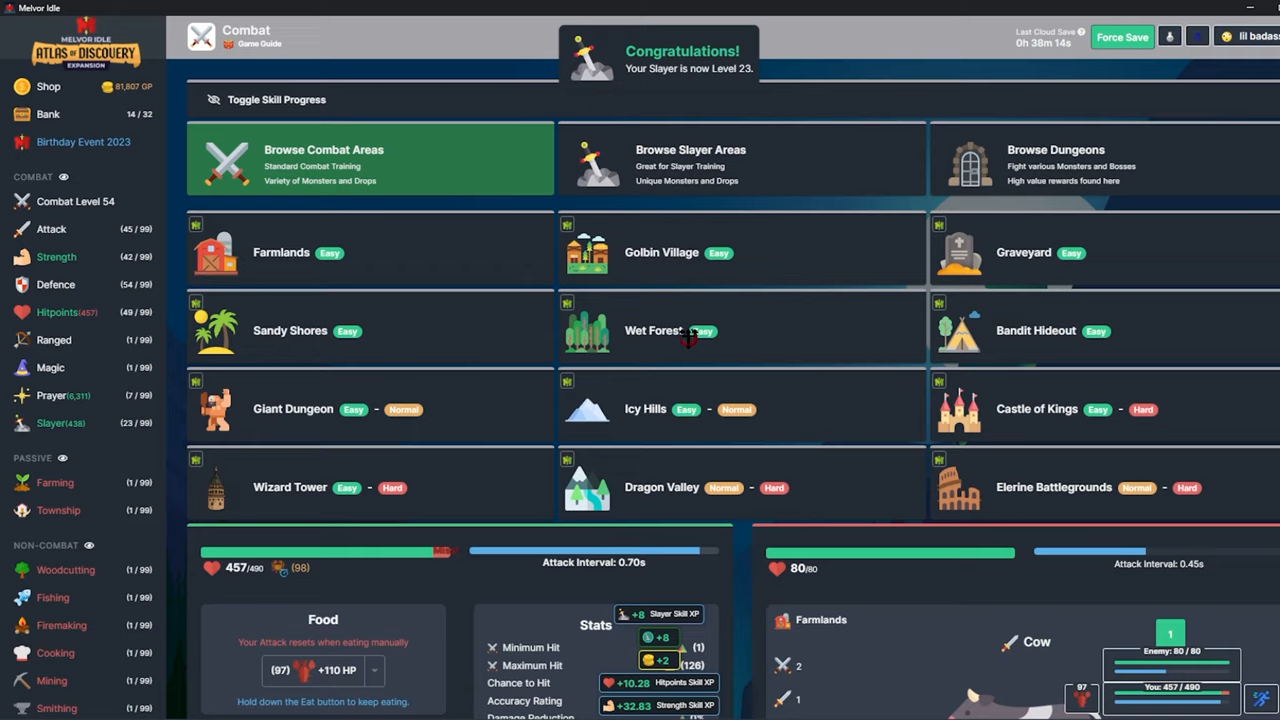 Melvor Idle
MELVOR IDLE
ATLAS OF DISCOVERY
EXPANSION
Shop
81,807 GP
Bank
14 / 32
Birthday Event 2023
COMBAT
Combat Level 54
Attack
(45 / 99)
Strength
(42 / 99)
Defence
(54 / 99)
Hitpoints(457)
(49 / 99)
Ranged
(1 / 99)
Magic
(1 / 99)
Prayer(6,311)
(7 / 99)
Slayer(438)
(23 / 99)
PASSIVE
Farming
(1 / 99)
Township
(1 / 99)
NON-COMBAT
Woodcutting
(1 / 99)
Fishing
(1 / 99)
Firemaking
(1 / 99)
Cooking
(1 / 99)
Mining
(1 / 99)
Smithing
(1 / 99)
Combat
Game Guide
Congratulations!
Your Slayer is now Level 23.
Last Cloud Save
0h 38m 14s
Force Save
lil badass
Toggle Skill Progress
Browse Combat Areas
Standard Combat Training
Variety of Monsters and Drops
Browse Slayer Areas
Great for Slayer Training
Unique Monsters and Drops
Browse Dungeons
Fight various Monsters and Bosses
High value rewards found here
Farmlands Easy
Golbin Village Easy
Graveyard Easy
Sandy Shores Easy
Wet Forest Easy
Bandit Hideout Easy
Giant Dungeon Easy - Normal
Icy Hills Easy - Normal
Castle of Kings Easy - Hard
Wizard Tower Easy - Hard
Dragon Valley Normal - Hard
Elerine Battlegrounds Normal - Hard
457/490
(98)
Attack Interval: 0.70s
Food
Your Attack resets when eating manually
(97) +110 HP
Hold down the Eat button to keep eating.
Stats
+8 Slayer Skill XP
+8
+2
+10.28 Hitpoints Skill XP
+32.83 Strength Skill XP
Minimum Hit
(1)
Maximum Hit
(126)
Chance to Hit
Accuracy Rating
Damage Reduction
80/80
Attack Interval: 0.45s
Farmlands
2
1
Cow
1
Enemy: 80 / 80
97
You: 457 / 490